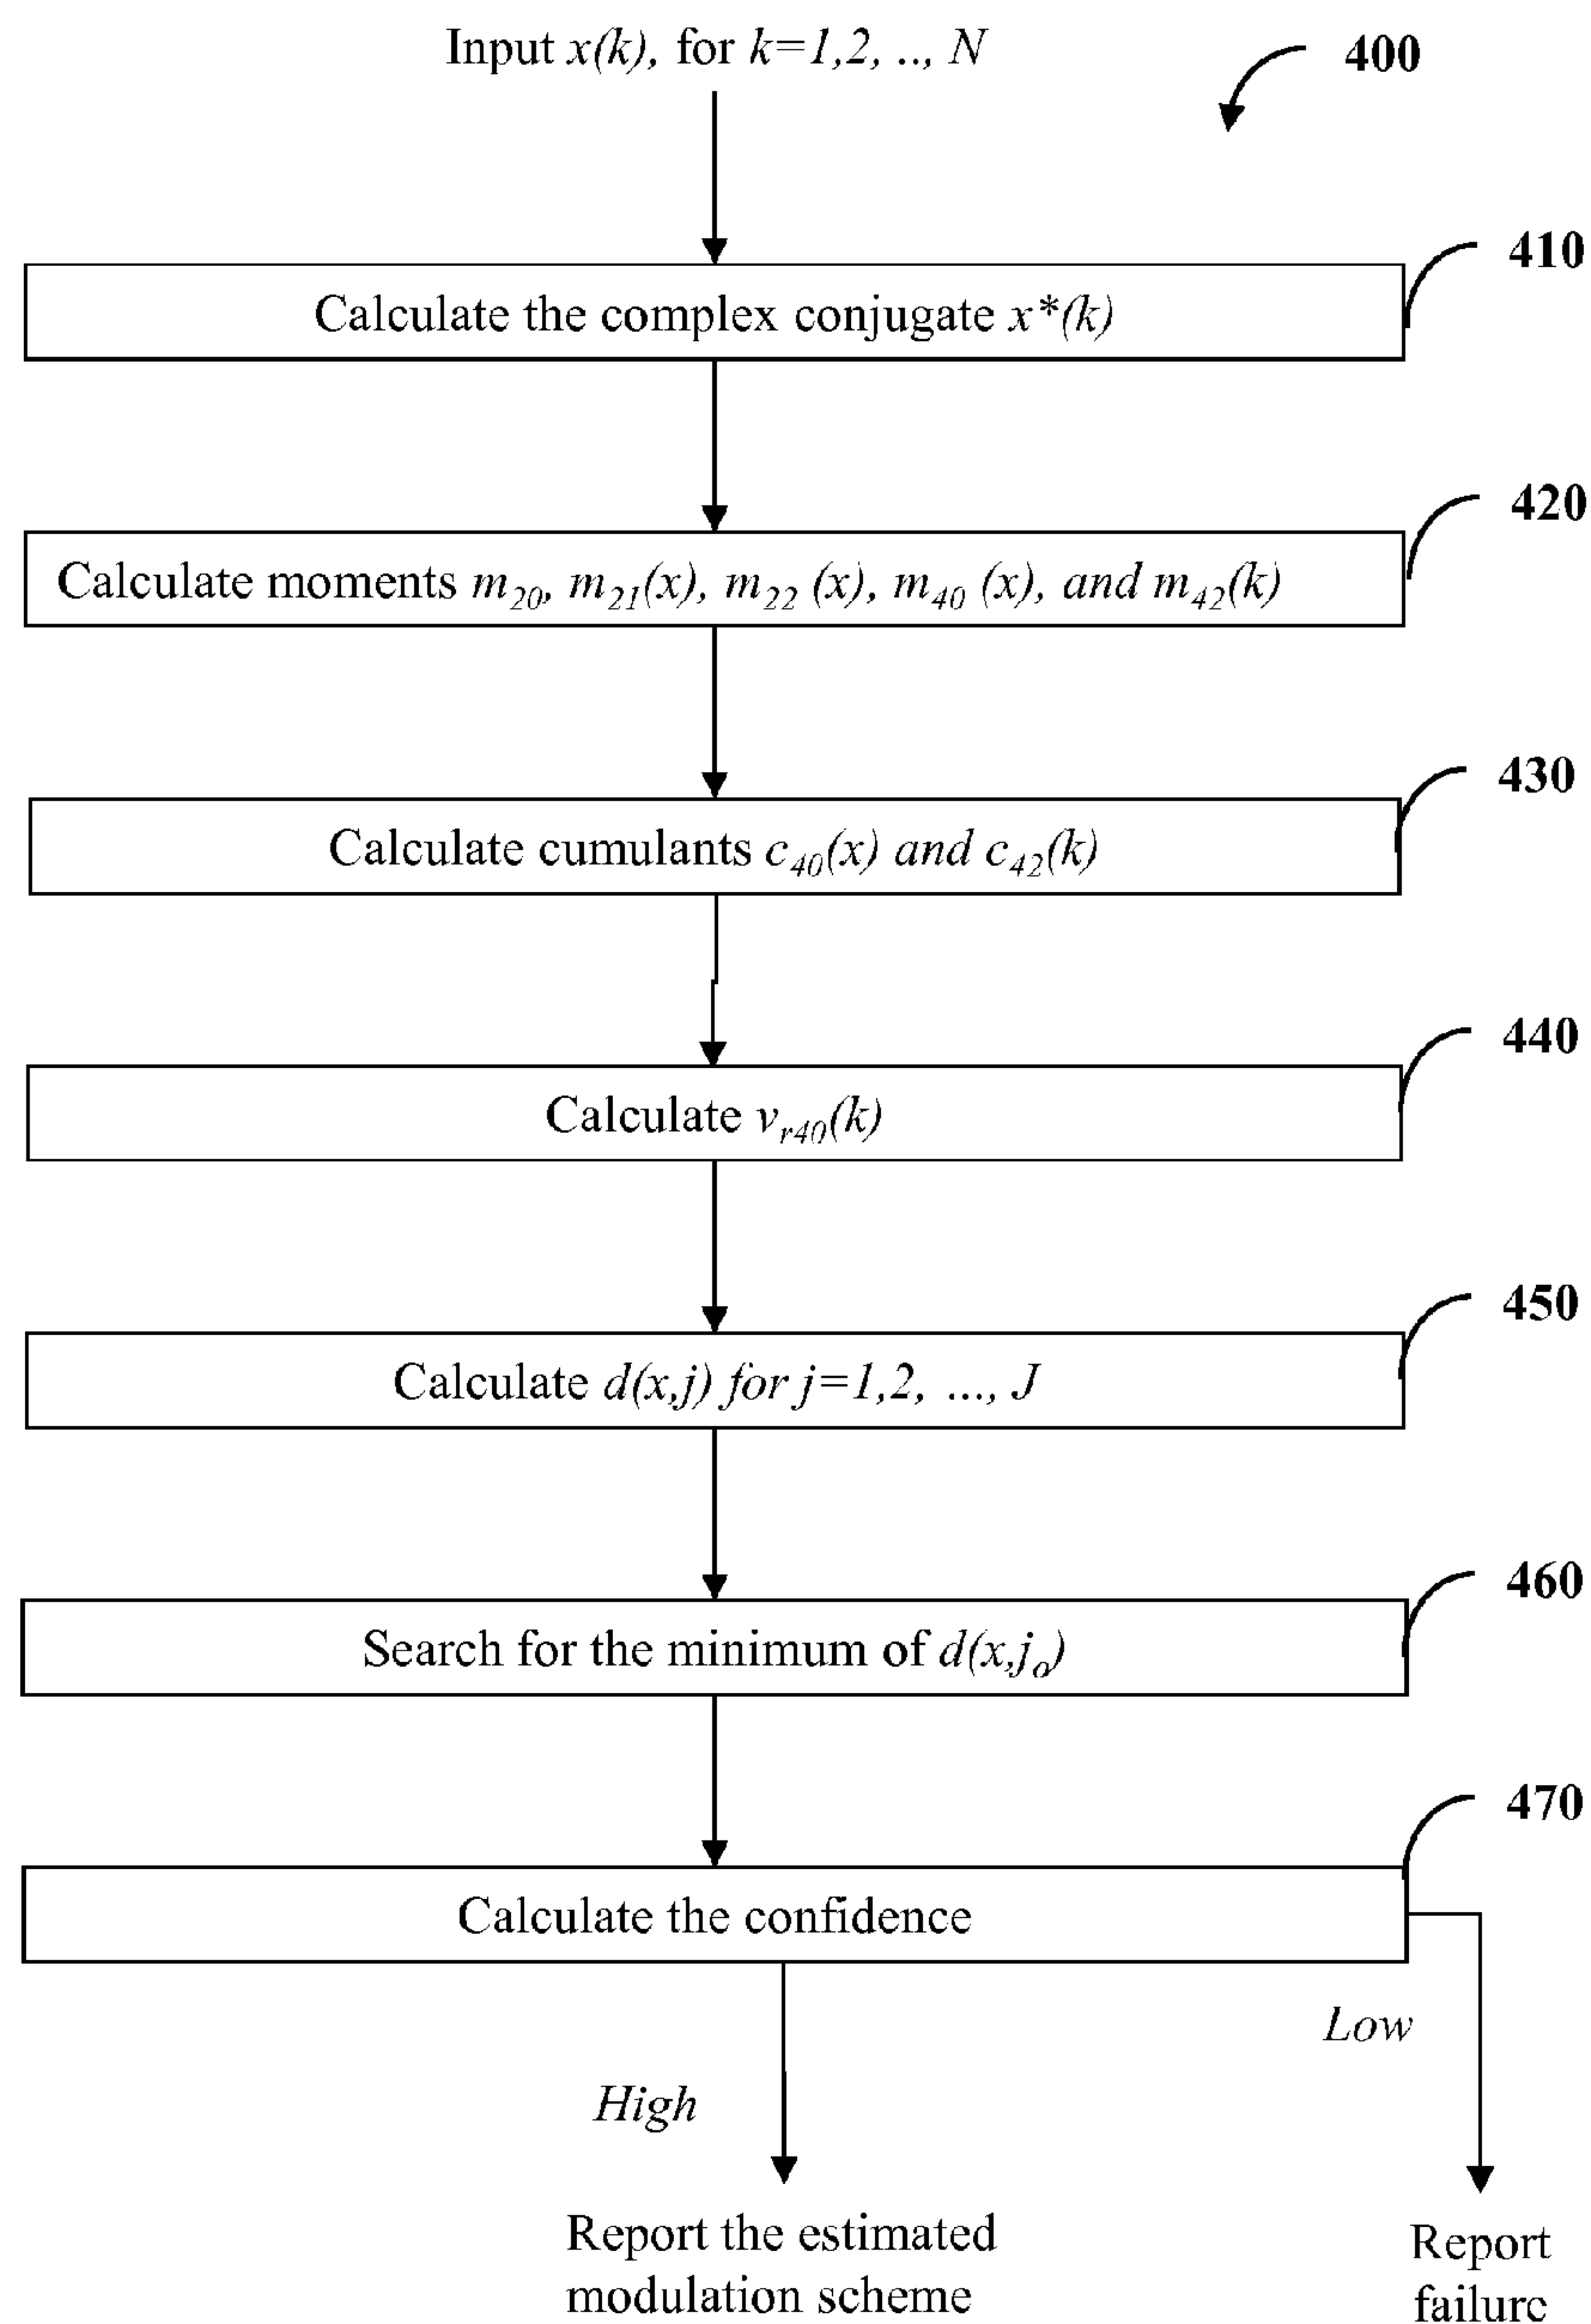 Input x(k), for k=1,2, .., N
400
410
Calculate the complex conjugate x*(k)
420
Calculate moments m20, m21(x), m22 (x), m40 (x), and m42(k)
430
Calculate cumulants c40(x) and c42(k)
440
Calculate vr40(k)
450
Calculate d(x,j) for j=1,2, ..., J
460
Search for the minimum of d(x,jo)
470
Calculate the confidence
Low
High
Report the estimated
modulation scheme
Report
failure